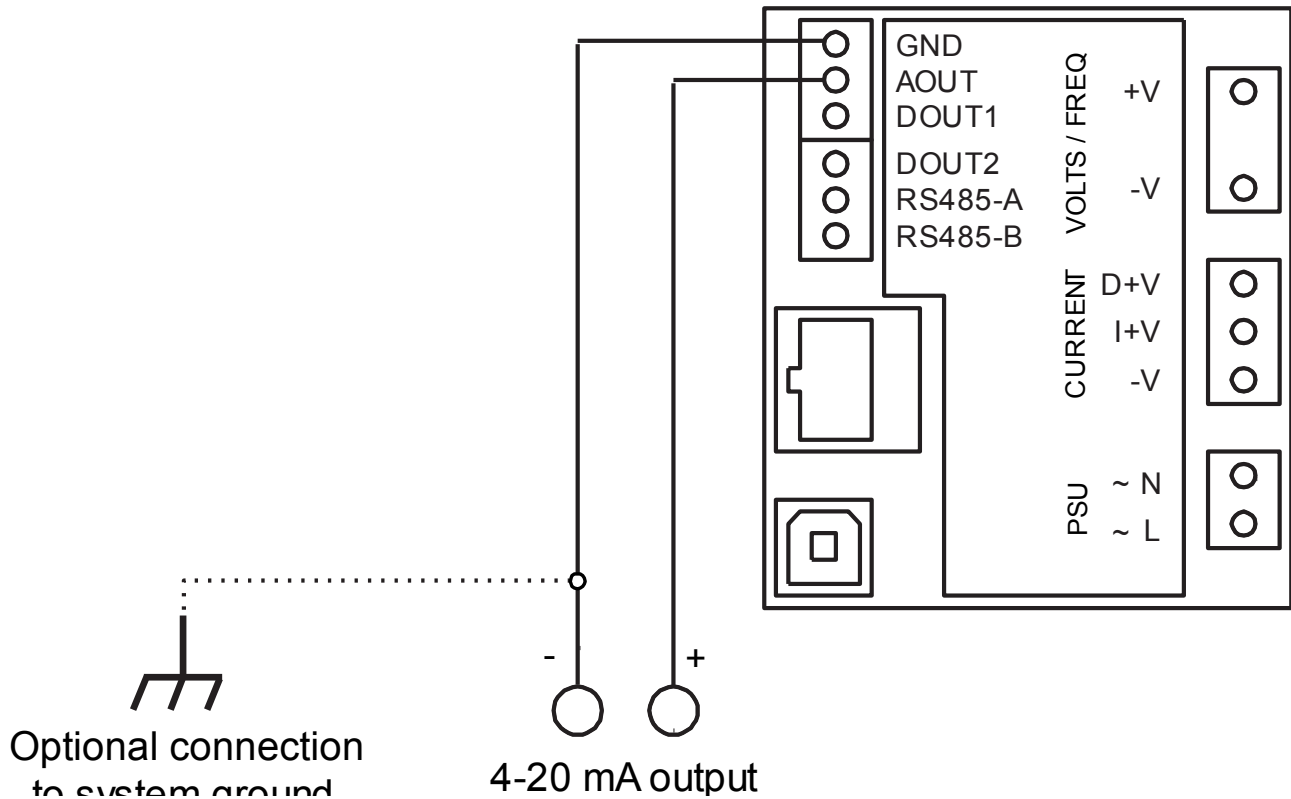 GND
AOUT
DOUT1
DOUT2
RS485-A
RS485-B
VOLTS / FREQ
+V
-V
CURRENT
D+V
I+V
-V
PSU
~ N
~ L
-
+
Optional connection
to system ground
4-20 mA output